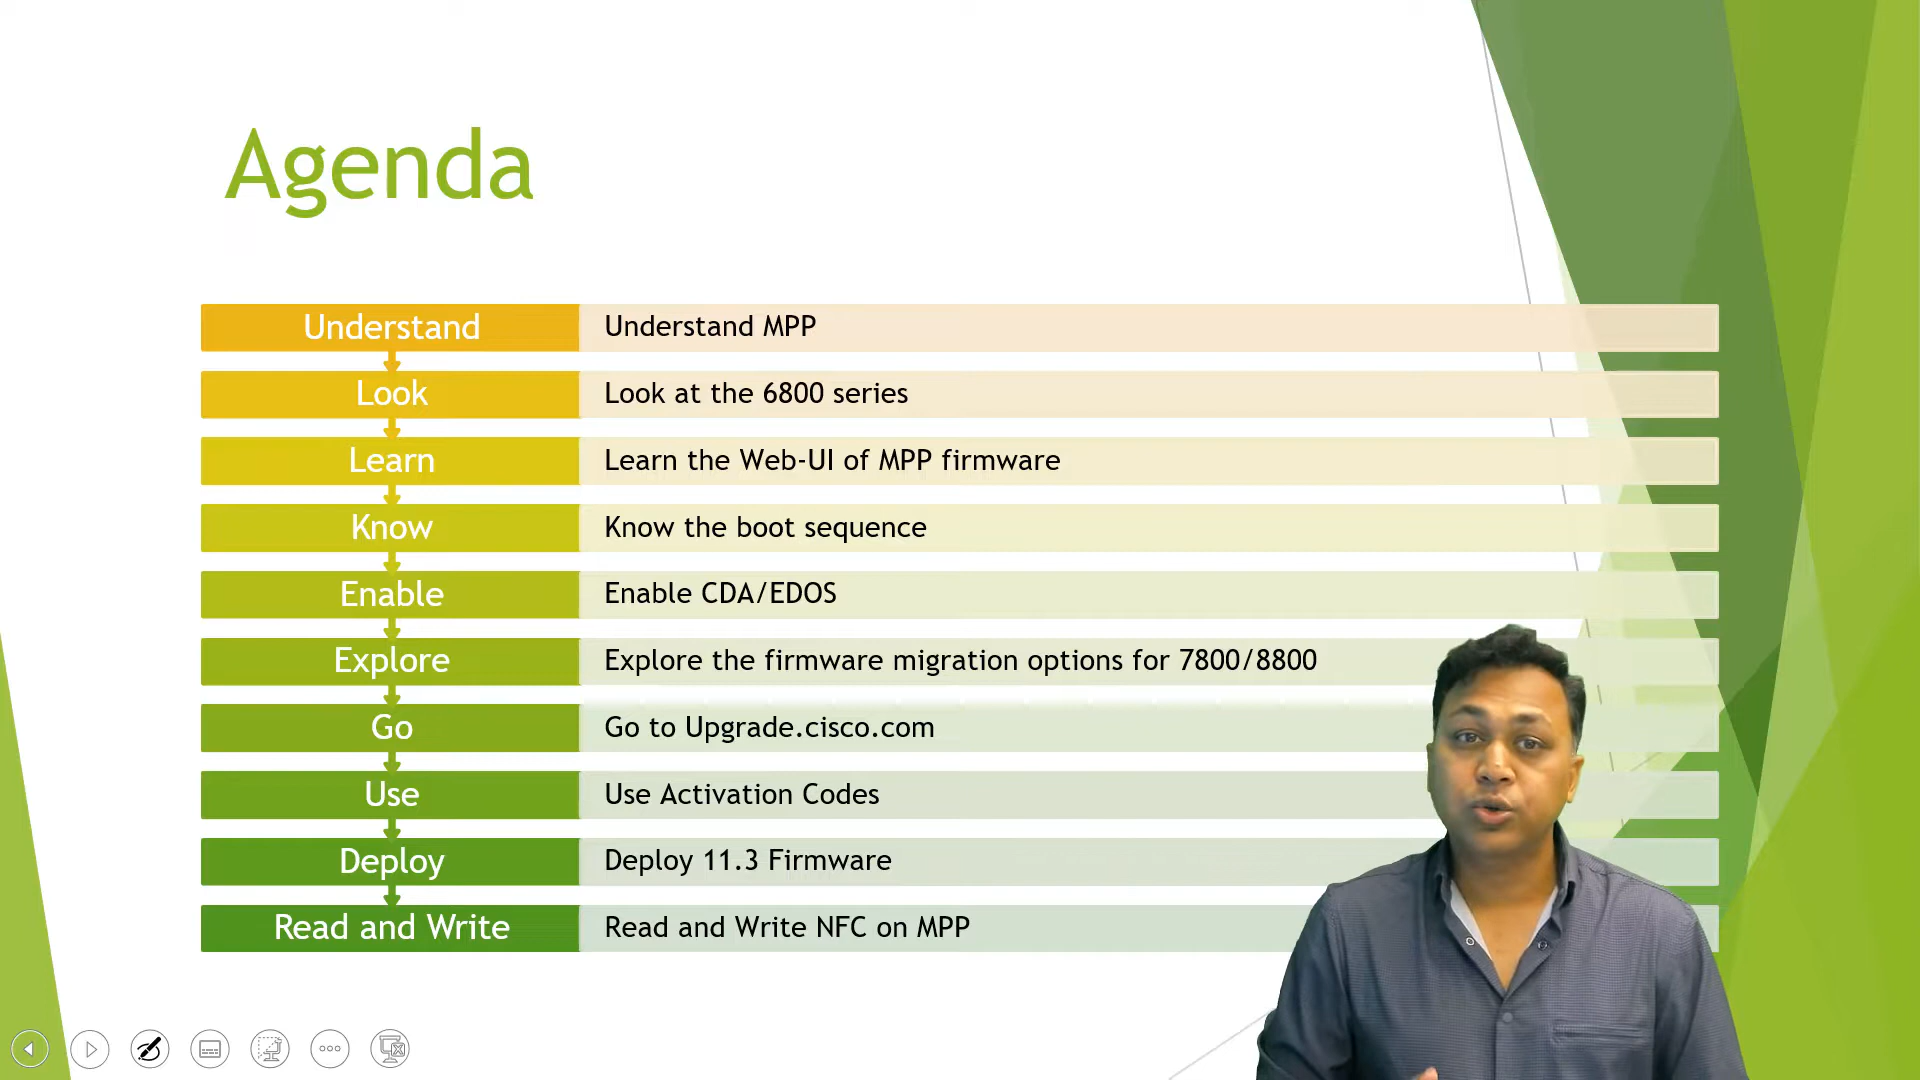 Agenda
Understand Understand MPP
Look Look at the 6800 series
Learn Learn the Web-UI of MPP firmware
Know Know the boot sequence
Enable Enable CDA/EDOS
Explore Explore the firmware migration options for 7800/8800
Go Go to Upgrade.cisco.com
Use Use Activation Codes
Deploy Deploy 11.3 Firmware
Read and Write Read and Write NFC on MPP